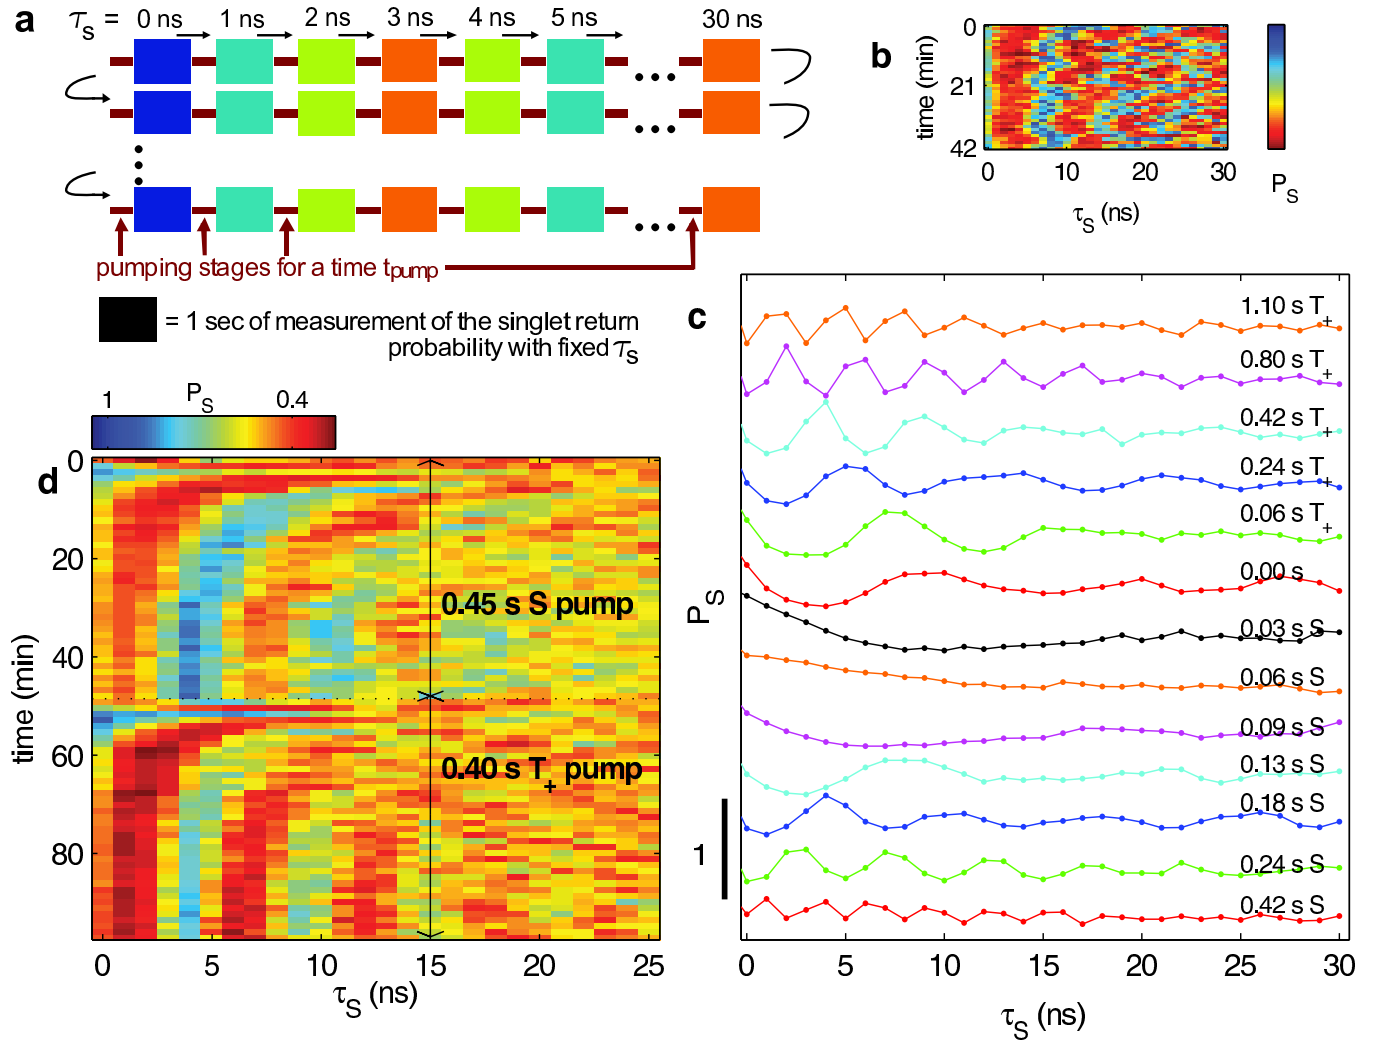 a
τS = 0 ns 1 ns 2 ns 3 ns 4 ns 5 ns 30 ns
pumping stages for a time tpump
= 1 sec of measurement of the singlet return
probability with fixed τS
b
0
21
42
time (min)
0 10 20 30
τS (ns)
PS
c
1.10 s T+
0.80 s T+
0.42 s T+
0.24 s T+
0.06 s T+
0.00 s
0.03 s S
0.06 s S
0.09 s S
0.13 s S
0.18 s S
0.24 s S
0.42 s S
PS
1
0 5 10 15 20 25 30
τS (ns)
1 PS 0.4
d
0
20
40
60
80
time (min)
0.45 s S pump
0.40 s T+ pump
0 5 10 15 20 25
τS (ns)